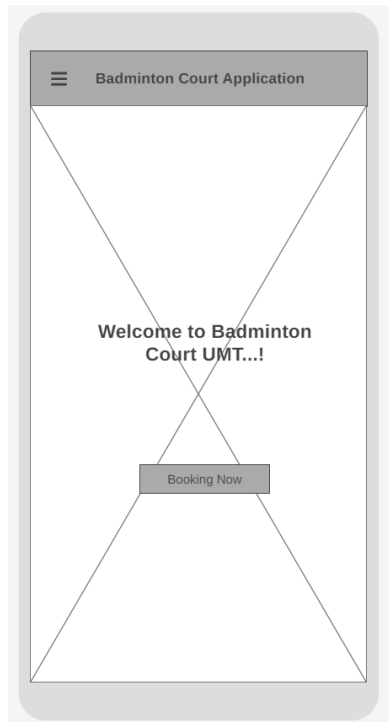 Badminton Court Application
Welcome to Badminton
Court UMT...!
Booking Now